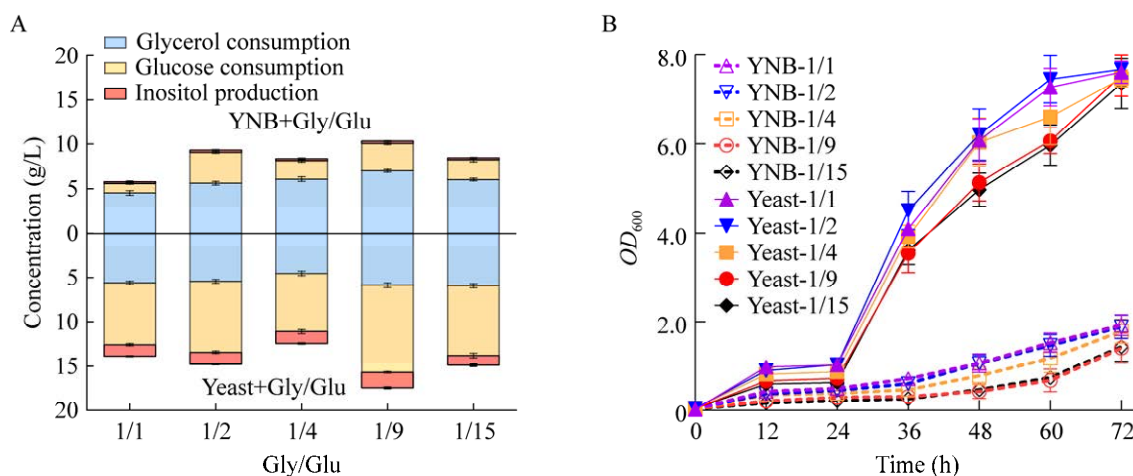 A
Glycerol consumption
Glucose consumption
Inositol production
YNB+Gly/Glu
Yeast+Gly/Glu
Concentration (g/L)
20
15
10
5
0
5
10
15
20
1/1
1/2
1/4
1/9
1/15
Gly/Glu
B
YNB-1/1
YNB-1/2
YNB-1/4
YNB-1/9
YNB-1/15
Yeast-1/1
Yeast-1/2
Yeast-1/4
Yeast-1/9
Yeast-1/15
OD600
8.0
6.0
4.0
2.0
0
0
12
24
36
48
60
72
Time (h)